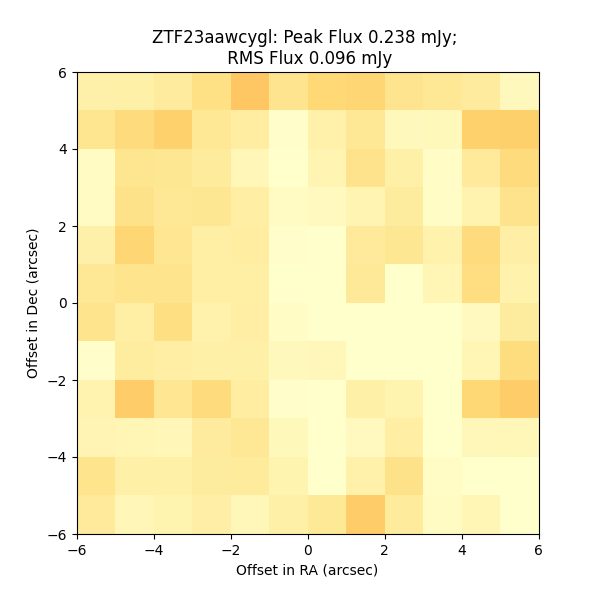 ZTF23aawcygl: Peak Flux 0.238 mJy;
RMS Flux 0.096 mJy
6
4
2
0
−2
−4
−6
Offset in Dec (arcsec)
−6 −4 −2 0 2 4 6
Offset in RA (arcsec)